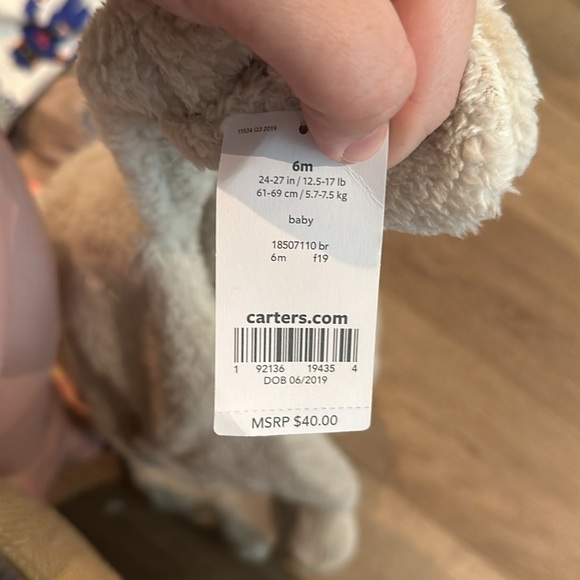 11534 Q3 2019
6m
24-27 in / 12.5-17 lb
61-69 cm / 5.7-7.5 kg
baby
18507110 br
6m f19
carters.com
1 92136 19435 4
DOB 06/2019
MSRP $40.00